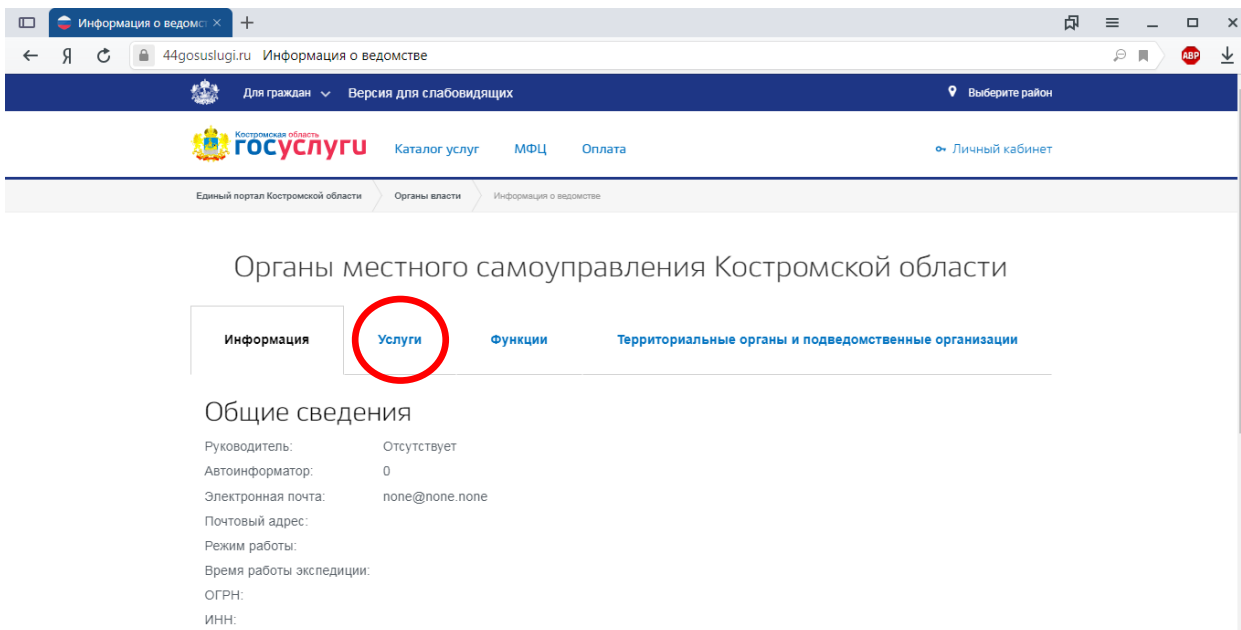 Информация о ведомст
44gosuslugi.ru Информация о ведомстве
ABP
Для граждан Версия для слабовидящих Выберите район
Костромская область
госуслуги Каталог услуг МФЦ Оплата Личный кабинет
Единый портал Костромской области Органы власти Информация о ведомстве
Органы местного самоуправления Костромской области
Информация Услуги Функции Территориальные органы и подведомственные организации
Общие сведения
Руководитель: Отсутствует
Автоинформатор: 0
Электронная почта: none@none.none
Почтовый адрес:
Режим работы:
Время работы экспедиции:
ОГРН:
ИНН: